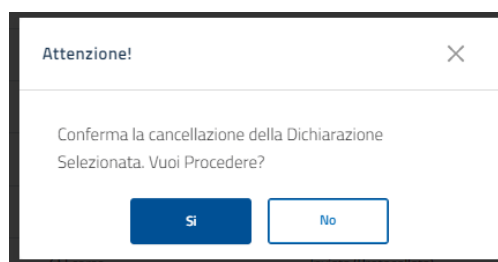 Attenzione!
Conferma la cancellazione della Dichiarazione
Selezionata. Vuoi Procedere?
Si
No